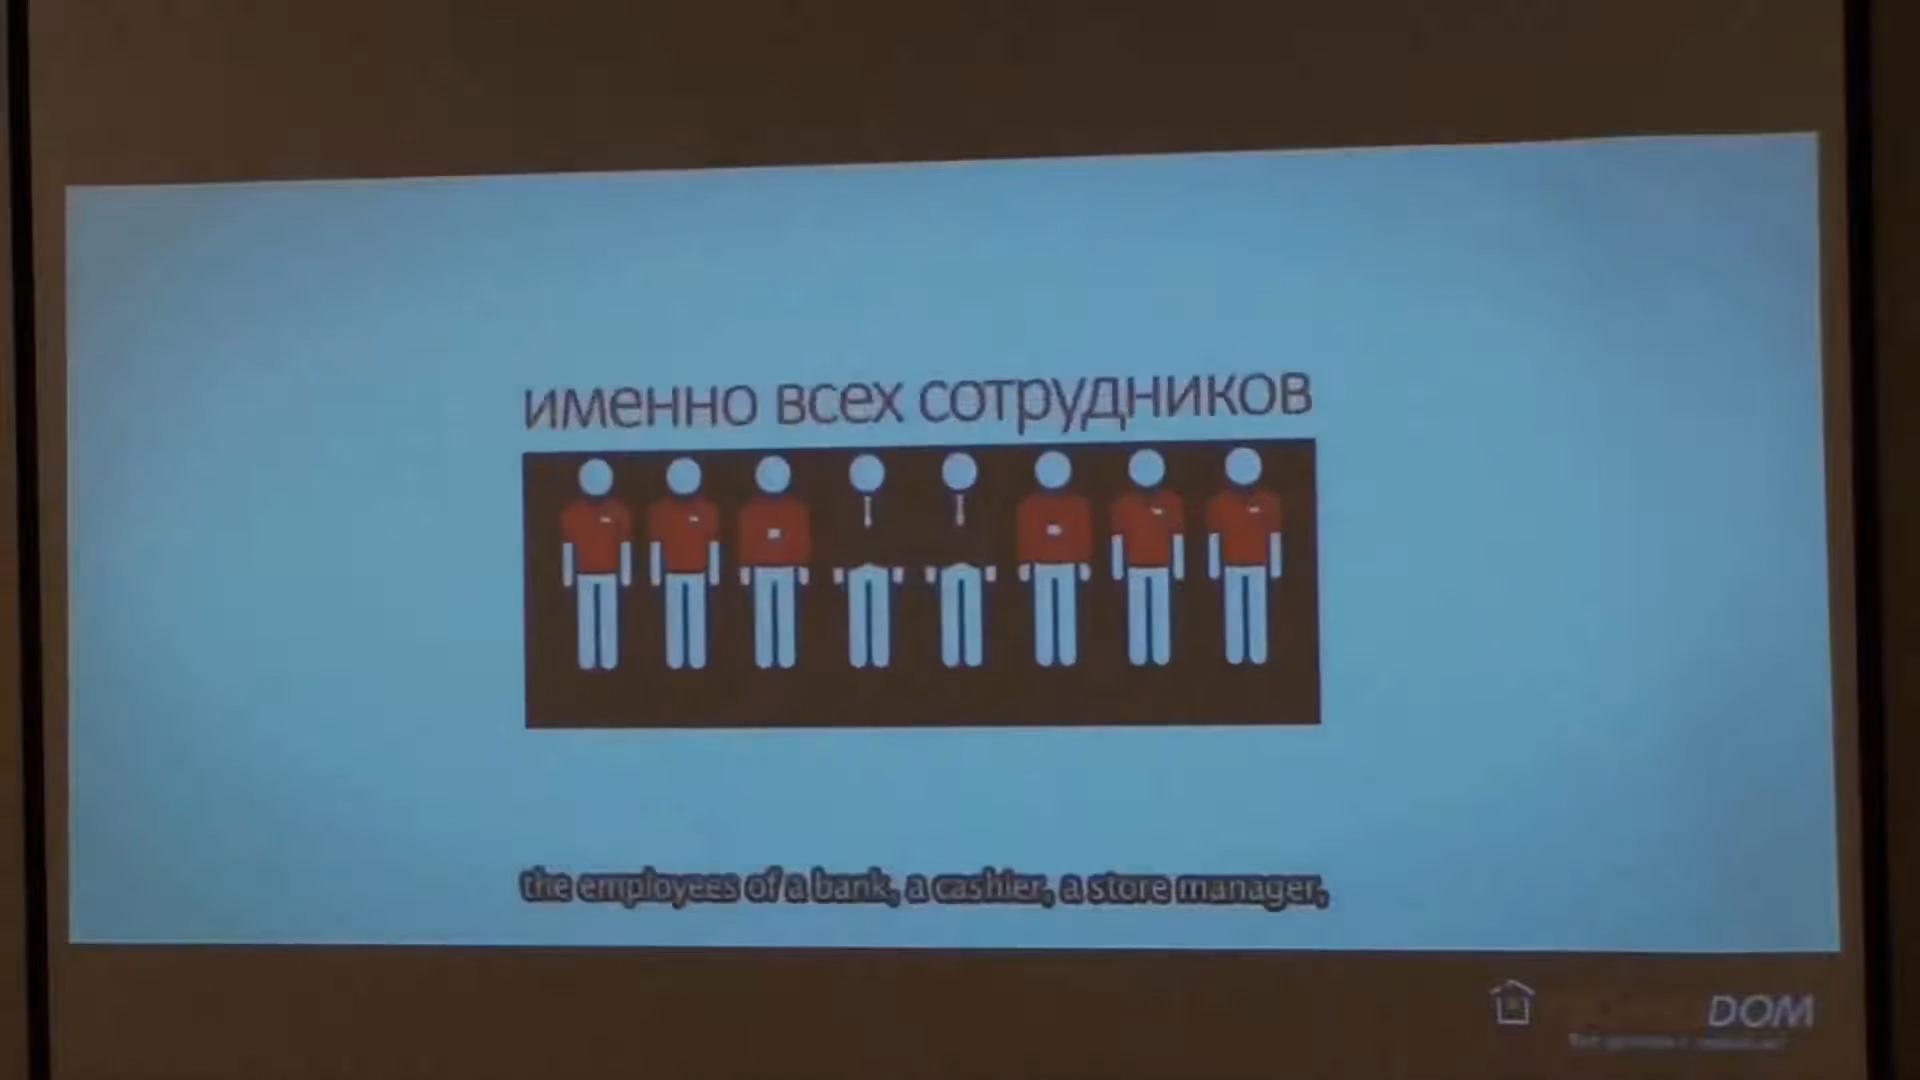 именно всех сотрудников
the employees of a bank, a cashier, a store manager,
DOM